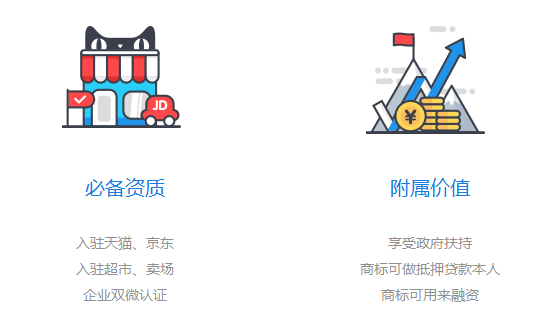 JD
¥
必备资质
附属价值
入驻天猫、京东
享受政府扶持
入驻超市、卖场
商标可做抵押贷款本人
企业双微认证
商标可用来融资